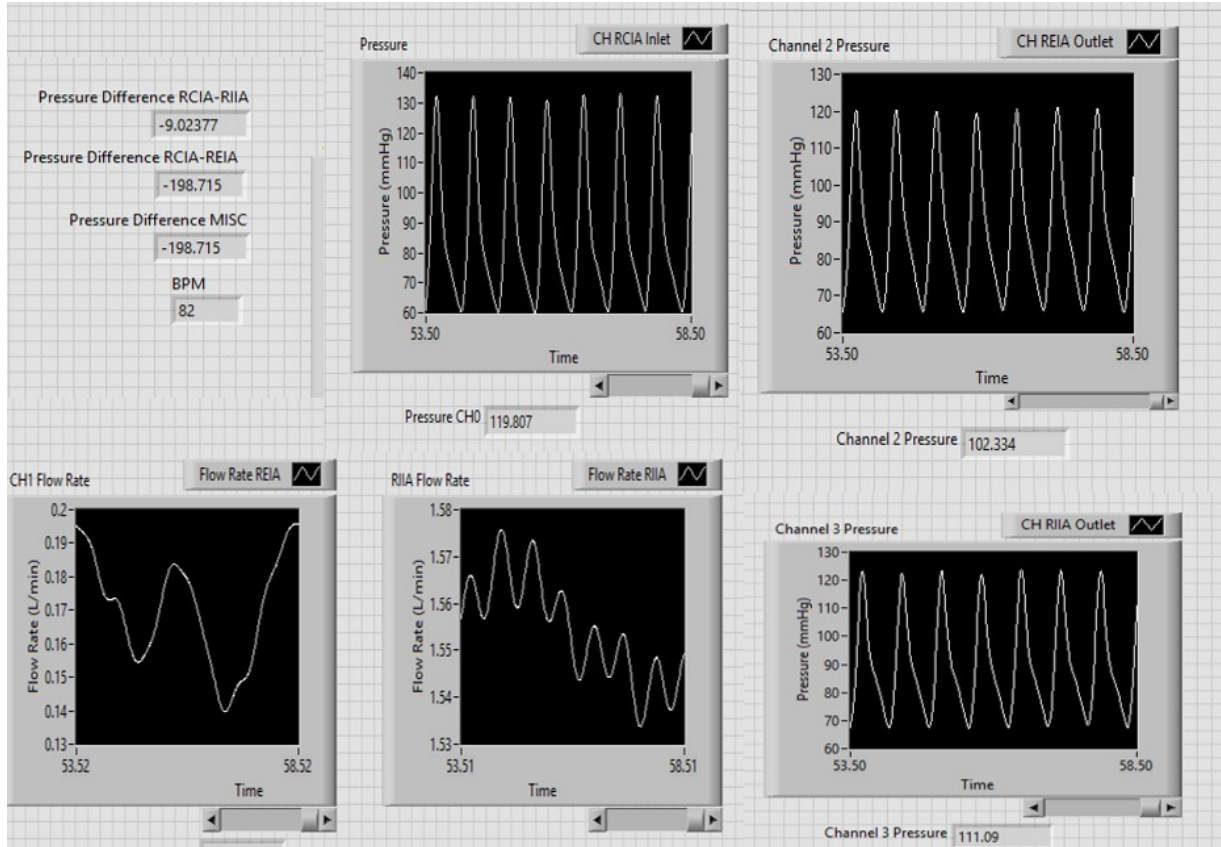 Pressure Difference RCIA-RIIA
-9.02377
Pressure Difference RCIA-REIA
-198.715
Pressure Difference MISC
-198.715
BPM
82
Pressure
CH RCIA Inlet
Pressure (mmHg)
140-
130-
120-
110-
100-
90-
80-
70-
60-
53.50
58.50
Time
Pressure CH0
119.807
Channel 2 Pressure
CH REIA Outlet
Pressure (mmHg)
130-
120-
110-
100-
90-
80-
70-
60-
53.50
58.50
Time
Channel 2 Pressure
102.334
CH1 Flow Rate
Flow Rate REIA
Flow Rate (L/min)
0.2-
0.19-
0.18-
0.17-
0.16-
0.15-
0.14-
0.13-
53.52
58.52
Time
RIIA Flow Rate
Flow Rate RIIA
Flow Rate (L/min)
1.58-
1.57-
1.56-
1.55-
1.54-
1.53-
53.51
58.51
Time
Channel 3 Pressure
CH RIIA Outlet
Pressure (mmHg)
130-
120-
110-
100-
90-
80-
70-
60-
53.50
58.50
Time
Channel 3 Pressure
111.09